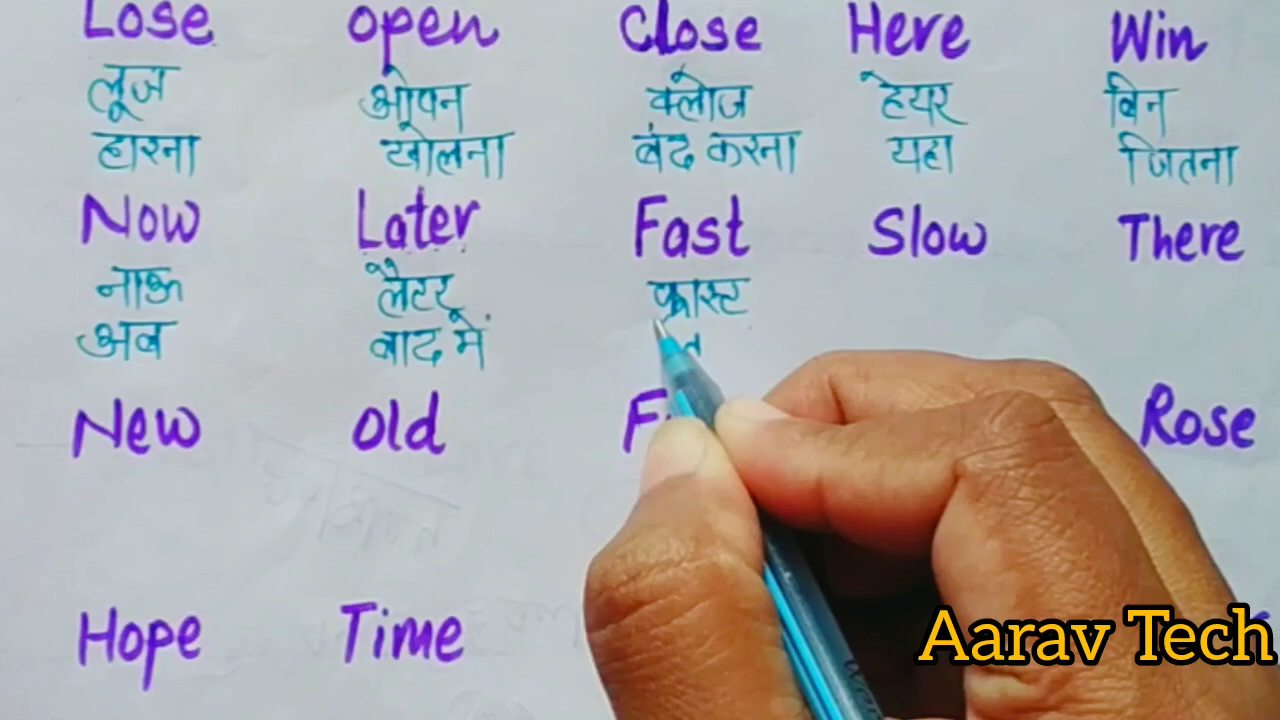 Lose open Close Here Win
लूज ओपन क्लोज हेयर विन
हारना खोलना बंद करना यहा जितना
Now Later Fast Slow There
नाऊ लैटर फास्ट
अब बाद में
New old Rose
Hope Time
Aarav Tech